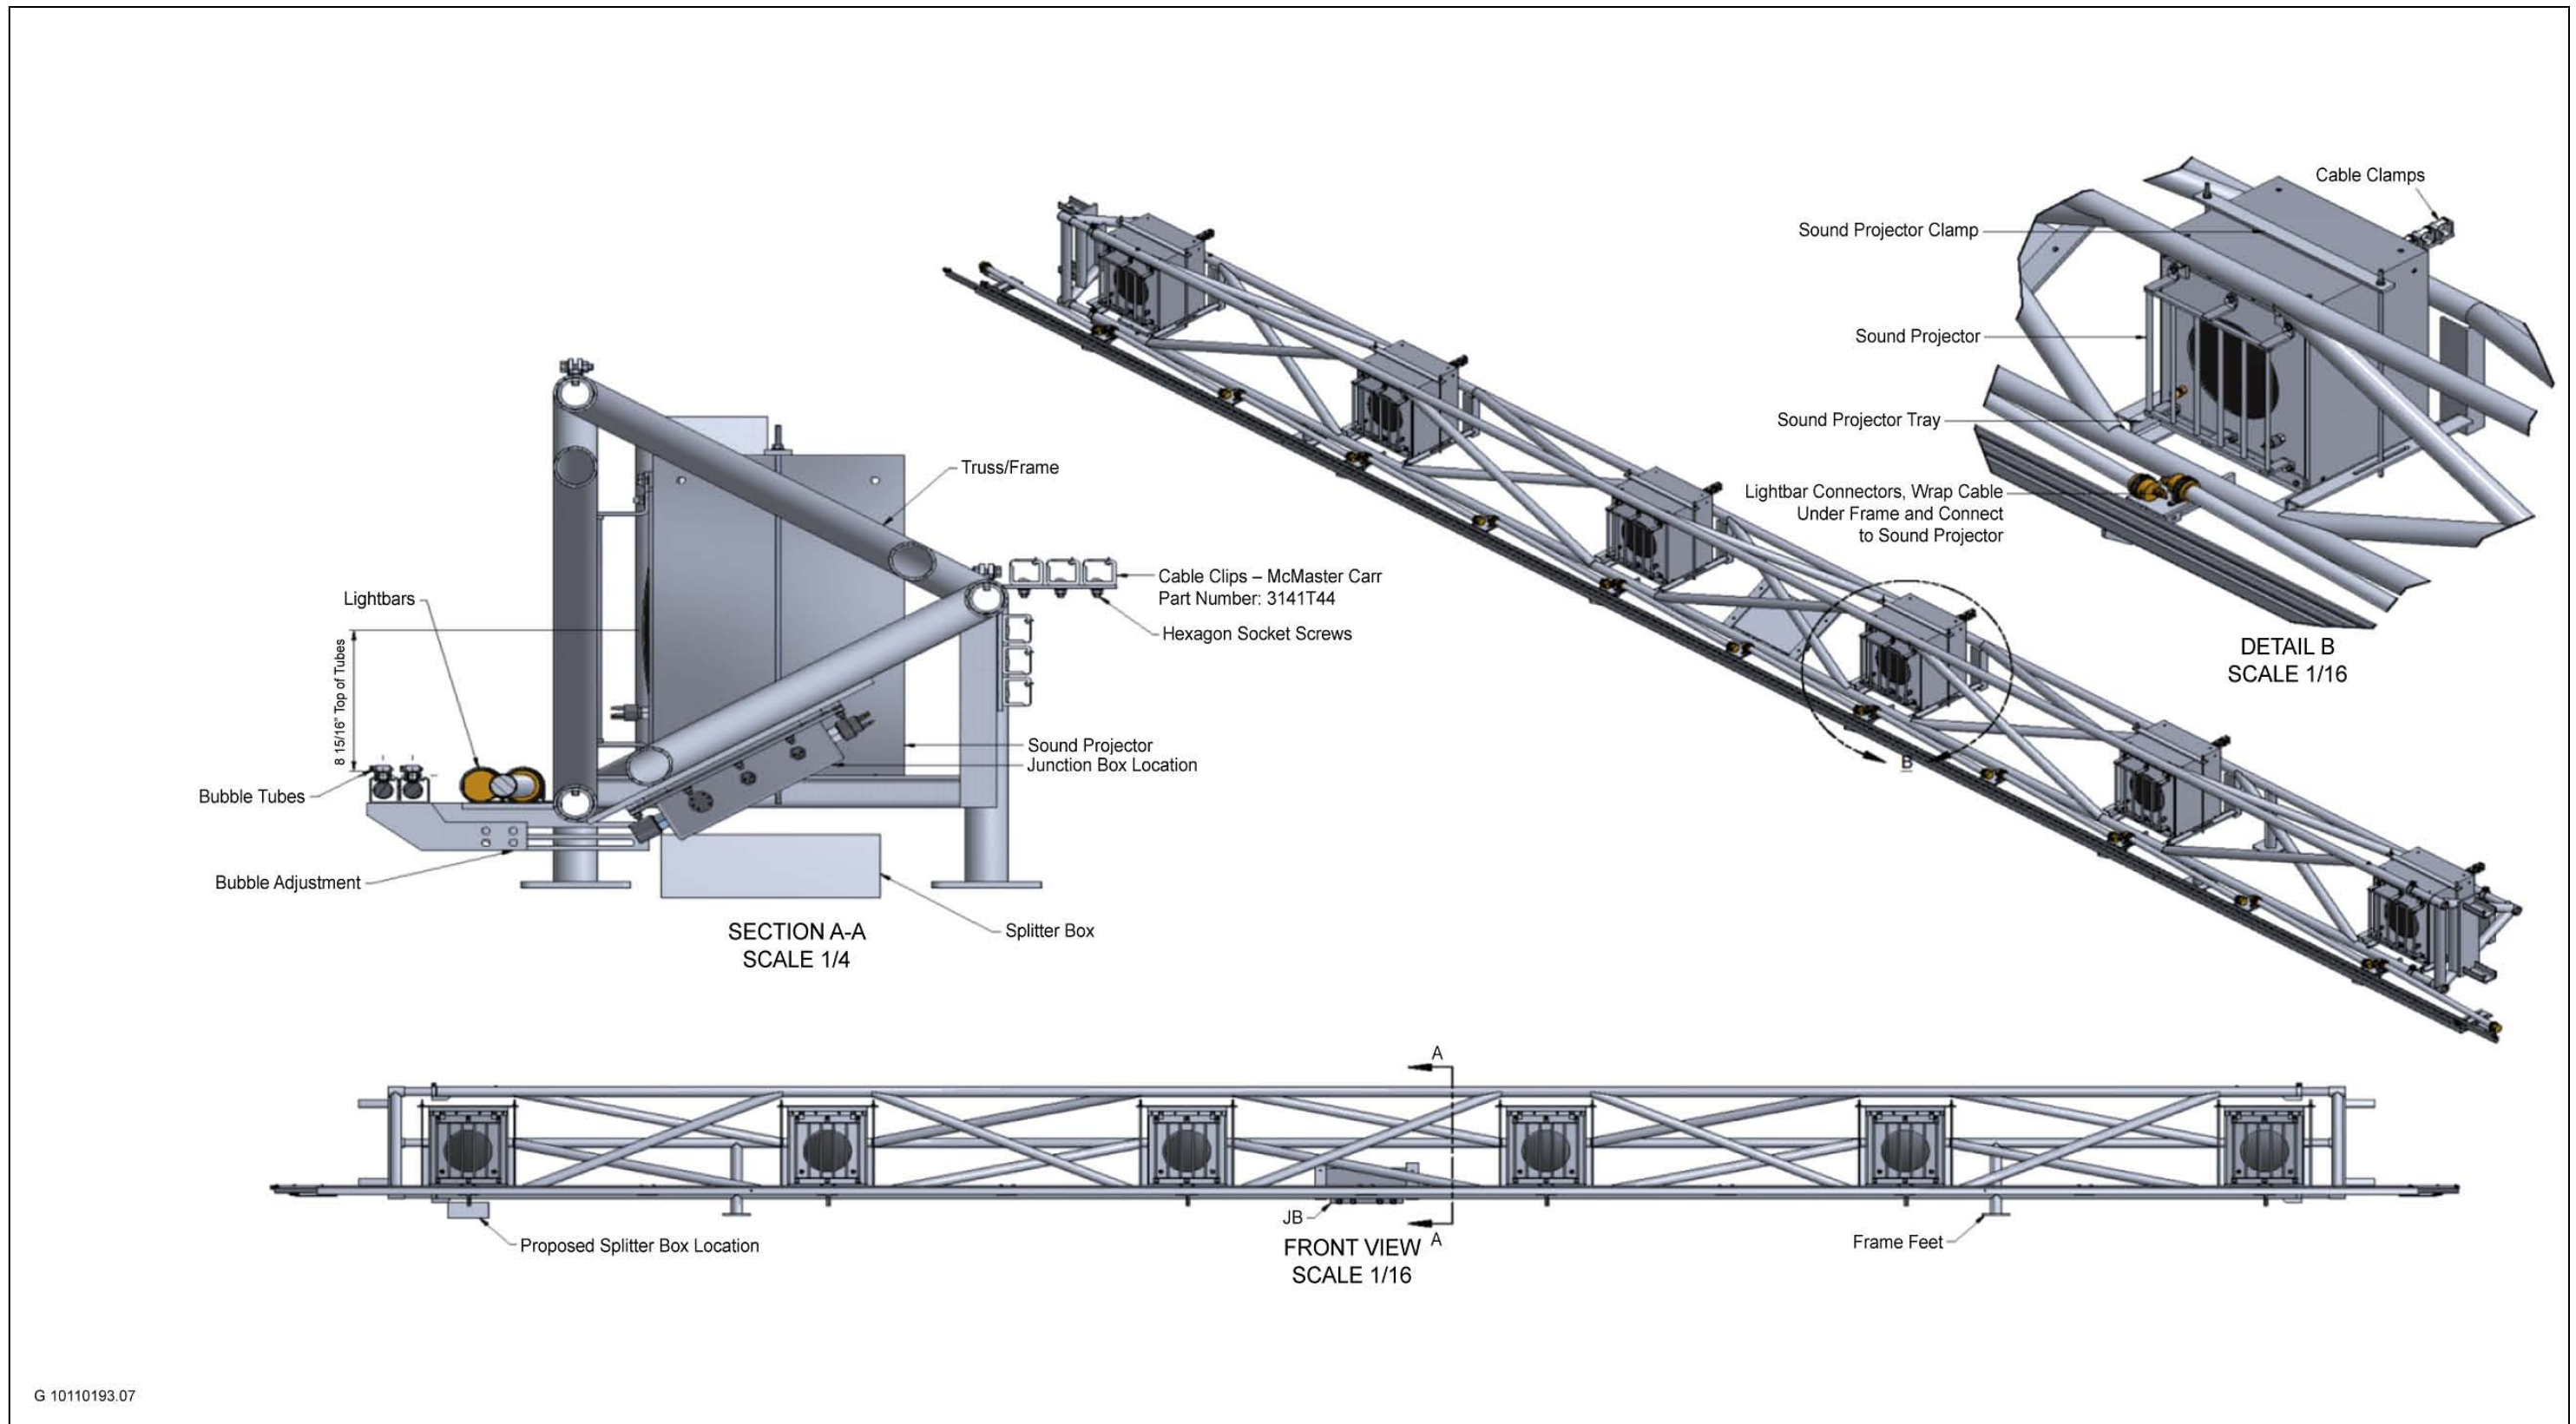 Cable Clamps
Sound Projector Clamp
Sound Projector
Sound Projector Tray
Lightbar Connectors, Wrap Cable
Under Frame and Connect
to Sound Projector
DETAIL B
SCALE 1/16
B
Truss/Frame
Cable Clips – McMaster Carr
Part Number: 3141T44
Hexagon Socket Screws
Lightbars
8 15/16" Top of Tubes
Sound Projector
Junction Box Location
Bubble Tubes
Bubble Adjustment
Splitter Box
SECTION A-A
SCALE 1/4
A
JB
A
Proposed Splitter Box Location
Frame Feet
FRONT VIEW
SCALE 1/16
G 10110193.07